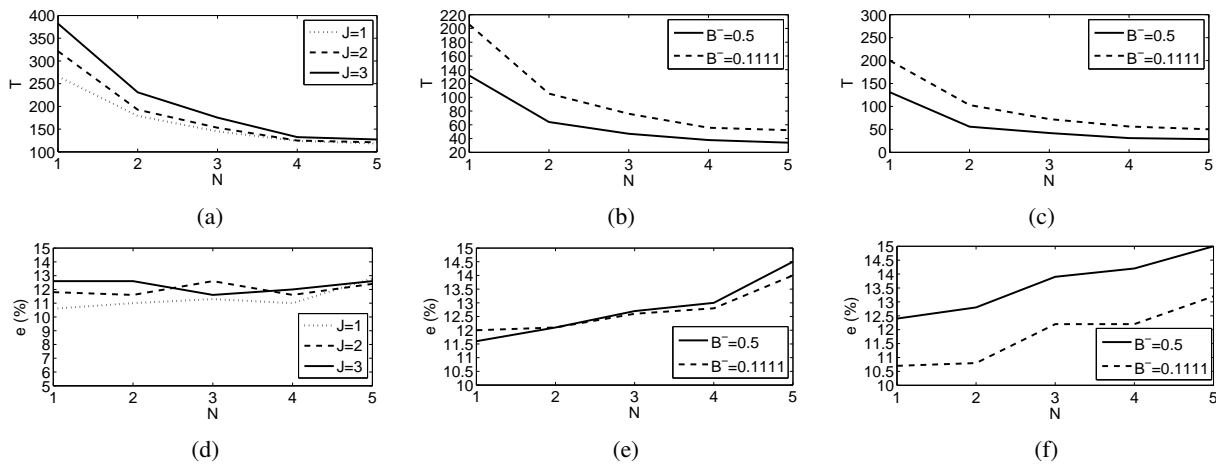 400
350
300
250
200
150
100
T
1 2 3 4 5
N
J=1
J=2
J=3
(a)
220
200
180
160
140
120
100
80
60
40
20
T
1 2 3 4 5
N
B⁻=0.5
B⁻=0.1111
(b)
300
250
200
150
100
50
0
T
1 2 3 4 5
N
B⁻=0.5
B⁻=0.1111
(c)
15
14
13
12
11
10
9
8
7
6
5
e (%)
1 2 3 4 5
N
J=1
J=2
J=3
(d)
15
14.5
14
13.5
13
12.5
12
11.5
11
10.5
10
e (%)
1 2 3 4 5
N
B⁻=0.5
B⁻=0.1111
(e)
15
14.5
14
13.5
13
12.5
12
11.5
11
10.5
10
e (%)
1 2 3 4 5
N
B⁻=0.5
B⁻=0.1111
(f)